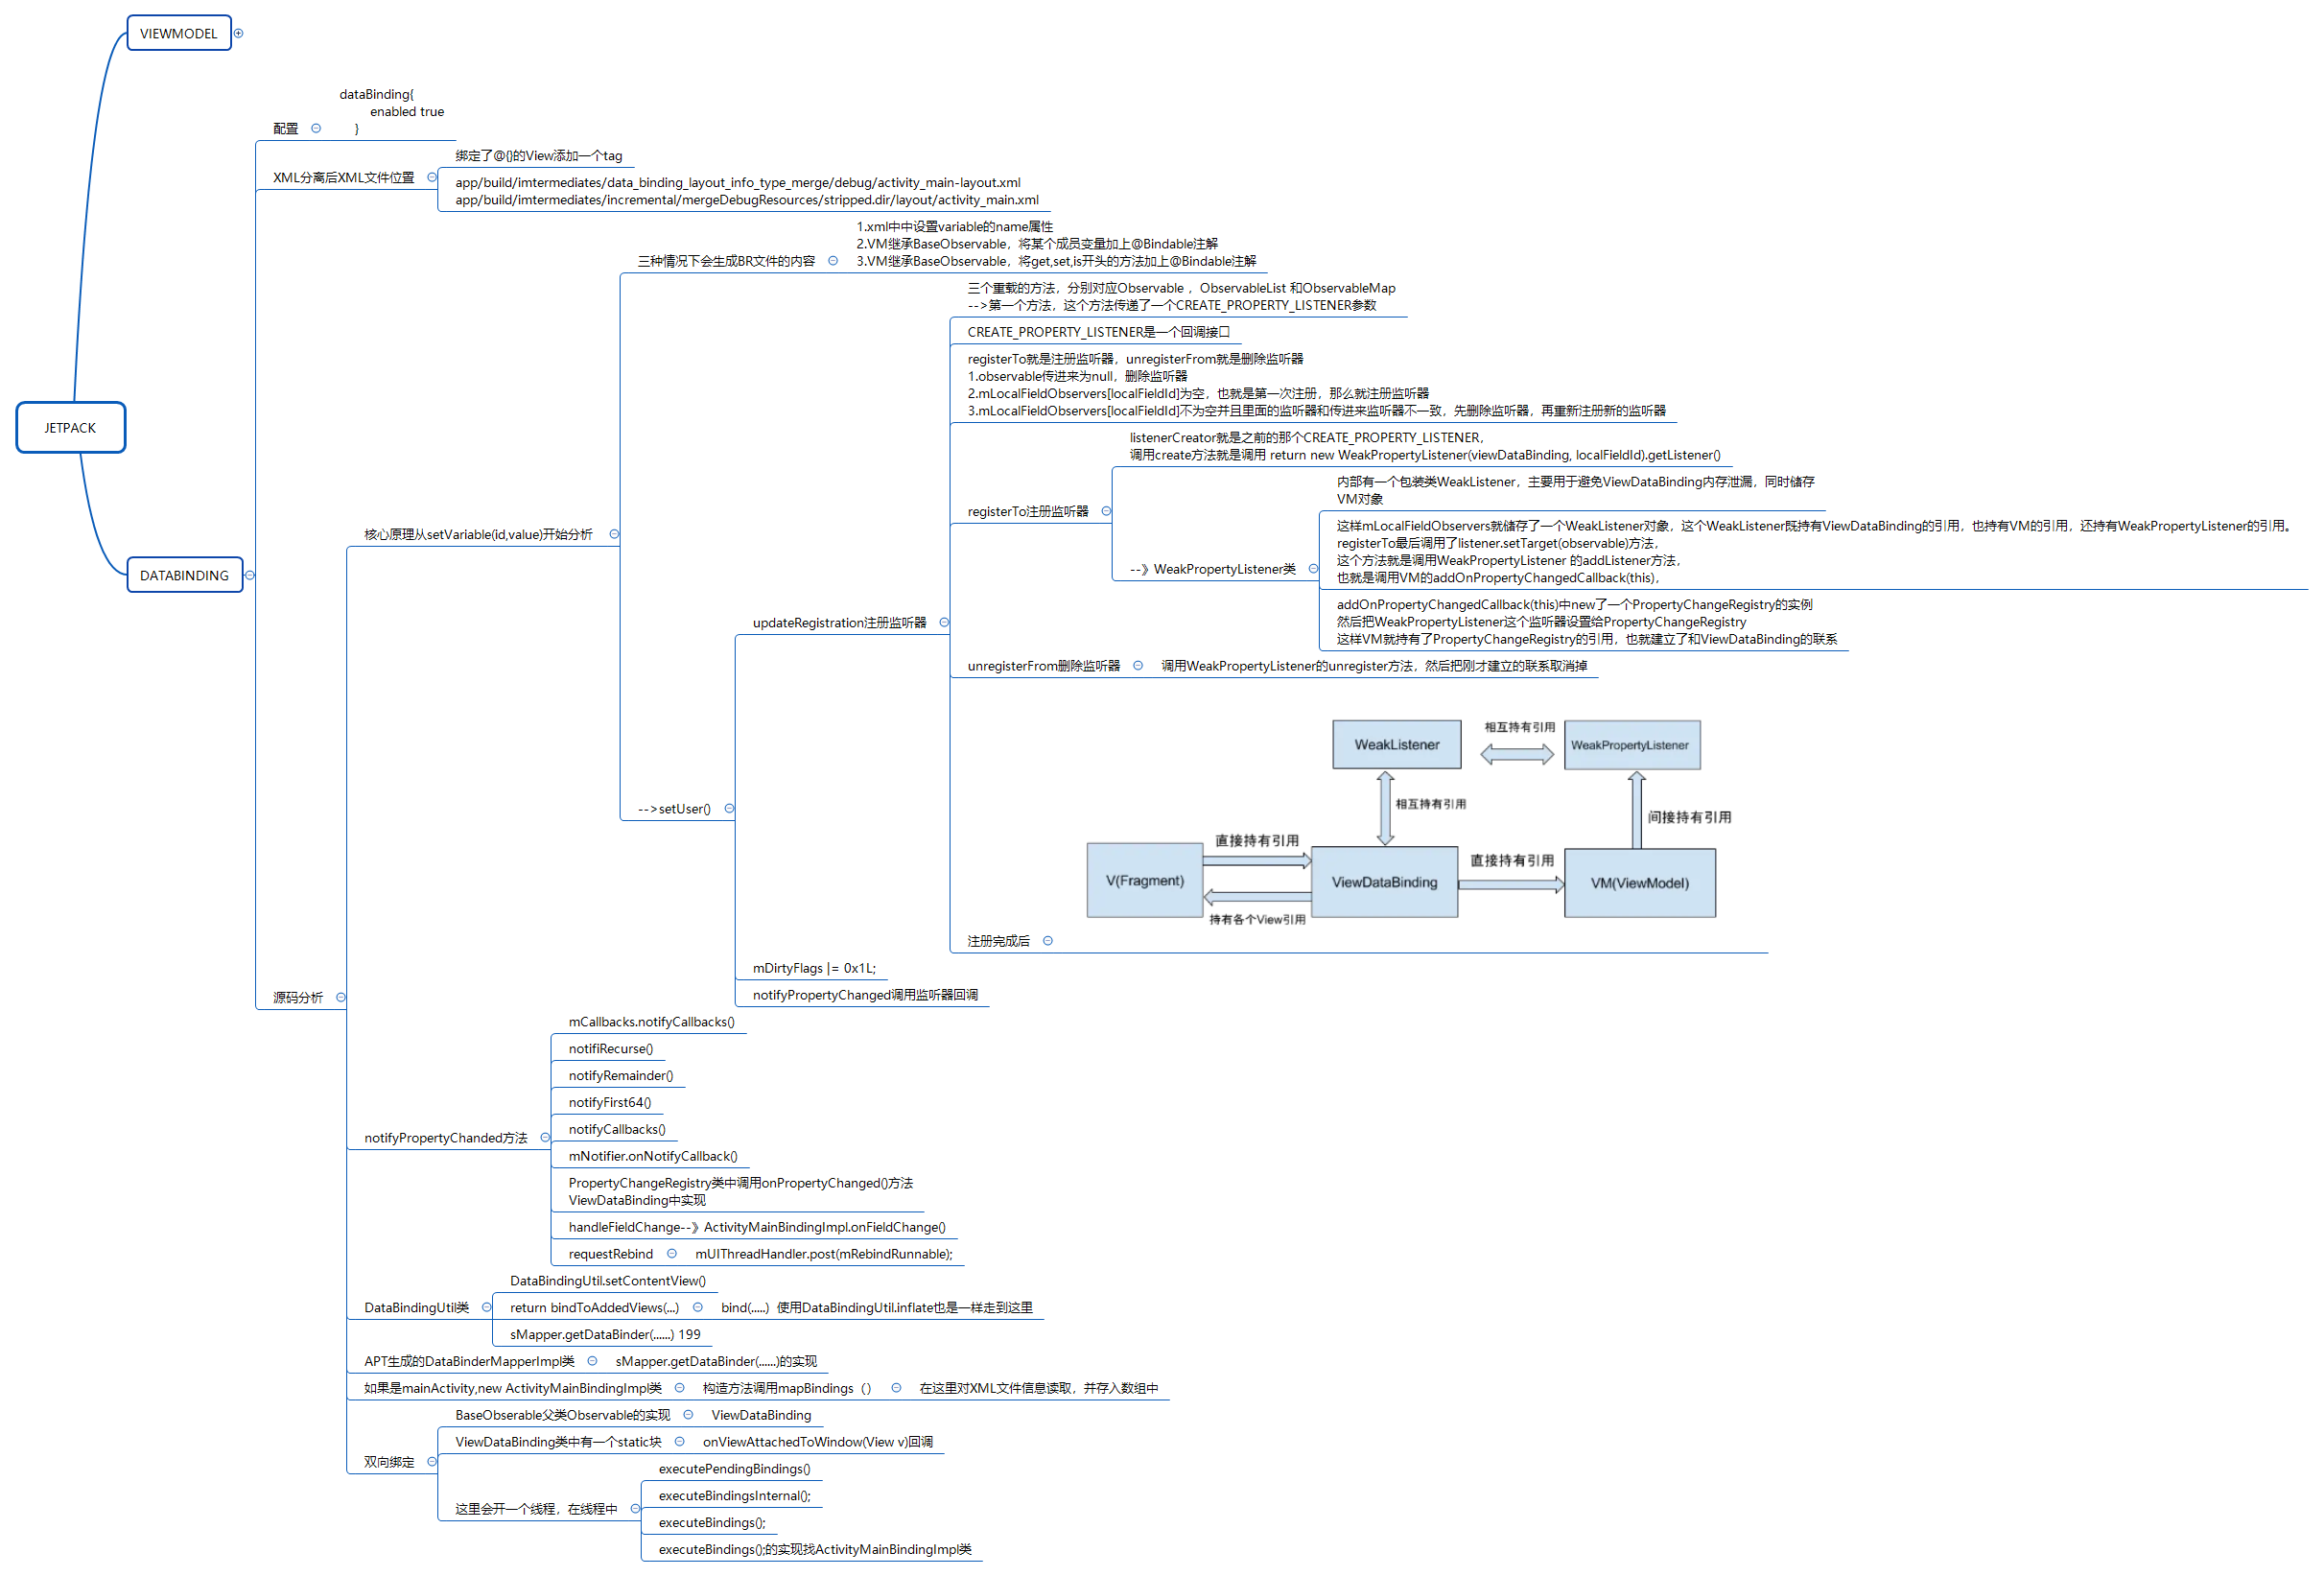 VIEWMODEL
JETPACK
DATABINDING
配置
dataBinding{
enabled true
}
XML分离后XML文件位置
绑定了@{}的View添加一个tag
app/build/imtermediates/data_binding_layout_info_type_merge/debug/activity_main-layout.xml
app/build/imtermediates/incremental/mergeDebugResources/stripped.dir/layout/activity_main.xml
源码分析
核心原理从setVariable(id,value)开始分析
三种情况下会生成BR文件的内容
1.xml中中设置variable的name属性
2.VM继承BaseObservable，将某个成员变量加上@Bindable注解
3.VM继承BaseObservable，将get,set,is开头的方法加上@Bindable注解
-->setUser()
updateRegistration注册监听器
三个重载的方法，分别对应Observable ，ObservableList 和ObservableMap
-->第一个方法，这个方法传递了一个CREATE_PROPERTY_LISTENER参数
CREATE_PROPERTY_LISTENER是一个回调接口
registerTo就是注册监听器，unregisterFrom就是删除监听器
1.observable传进来为null，删除监听器
2.mLocalFieldObservers[localFieldId]为空，也就是第一次注册，那么就注册监听器
3.mLocalFieldObservers[localFieldId]不为空并且里面的监听器和传进来监听器不一致，先删除监听器，再重新注册新的监听器
registerTo注册监听器
listenerCreator就是之前的那个CREATE_PROPERTY_LISTENER，
调用create方法就是调用 return new WeakPropertyListener(viewDataBinding, localFieldId).getListener()
--》WeakPropertyListener类
内部有一个包装类WeakListener，主要用于避免ViewDataBinding内存泄漏，同时储存
VM对象
这样mLocalFieldObservers就储存了一个WeakListener对象，这个WeakListener既持有ViewDataBinding的引用，也持有VM的引用，还持有WeakPropertyListener的引用。
registerTo最后调用了listener.setTarget(observable)方法，
这个方法就是调用WeakPropertyListener 的addListener方法，
也就是调用VM的addOnPropertyChangedCallback(this)，
addOnPropertyChangedCallback(this)中new了一个PropertyChangeRegistry的实例
然后把WeakPropertyListener这个监听器设置给PropertyChangeRegistry
这样VM就持有了PropertyChangeRegistry的引用，也就建立了和ViewDataBinding的联系
unregisterFrom删除监听器
调用WeakPropertyListener的unregister方法，然后把刚才建立的联系取消掉
注册完成后
WeakListener
相互持有引用
WeakPropertyListener
相互持有引用
间接持有引用
V(Fragment)
直接持有引用
持有各个View引用
ViewDataBinding
直接持有引用
VM(ViewModel)
mDirtyFlags |= 0x1L;
notifyPropertyChanged调用监听器回调
notifyPropertyChanded方法
mCallbacks.notifyCallbacks()
notifiRecurse()
notifyRemainder()
notifyFirst64()
notifyCallbacks()
mNotifier.onNotifyCallback()
PropertyChangeRegistry类中调用onPropertyChanged()方法
ViewDataBinding中实现
handleFieldChange--》ActivityMainBindingImpl.onFieldChange()
requestRebind
mUIThreadHandler.post(mRebindRunnable);
DataBindingUtil类
DataBindingUtil.setContentView()
return bindToAddedViews(...)
bind(.....)  使用DataBindingUtil.inflate也是一样走到这里
sMapper.getDataBinder(......) 199
APT生成的DataBinderMapperImpl类
sMapper.getDataBinder(......)的实现
如果是mainActivity,new ActivityMainBindingImpl类
构造方法调用mapBindings（）
在这里对XML文件信息读取，并存入数组中
双向绑定
BaseObserable父类Observable的实现
ViewDataBinding
ViewDataBinding类中有一个static块
onViewAttachedToWindow(View v)回调
这里会开一个线程，在线程中
executePendingBindings()
executeBindingsInternal();
executeBindings();
executeBindings();的实现找ActivityMainBindingImpl类